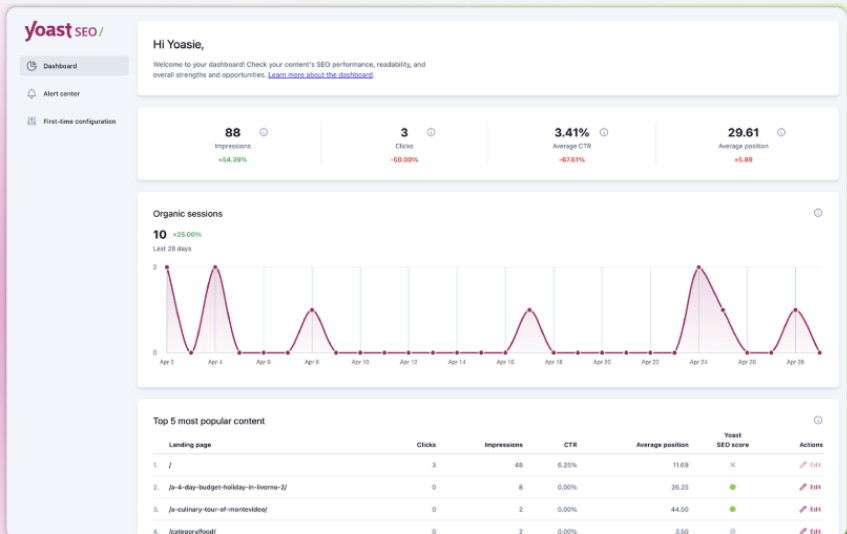 yoast SEO/
Dashboard
Alert center
First-time configuration
Hi Yoasie,
Welcome to your dashboard! Check your content's SEO performance, readability, and
overall strengths and opportunities. Learn more about the dashboard.
88
Impressions
+54.39%
3
Clicks
-50.00%
3.41%
Average CTR
-67.61%
29.61
Average position
+5.89
Organic sessions
10 +25.00%
Last 28 days
2
0
Apr 2 Apr 4 Apr 6 Apr 8 Apr 10 Apr 12 Apr 14 Apr 16 Apr 18 Apr 20 Apr 22 Apr 24 Apr 26 Apr 28
Top 5 most popular content
Landing page Clicks Impressions CTR Average position Yoast SEO score Actions
1. / 3 48 6.25% 11.69 Edit
2. /a-4-day-budget-holiday-in-livorno-2/ 0 8 0.00% 26.25 Edit
3. /a-culinary-tour-of-montevideo/ 0 2 0.00% 44.50 Edit
4. /category/food/ 0 2 0.00% 3.50 Edit